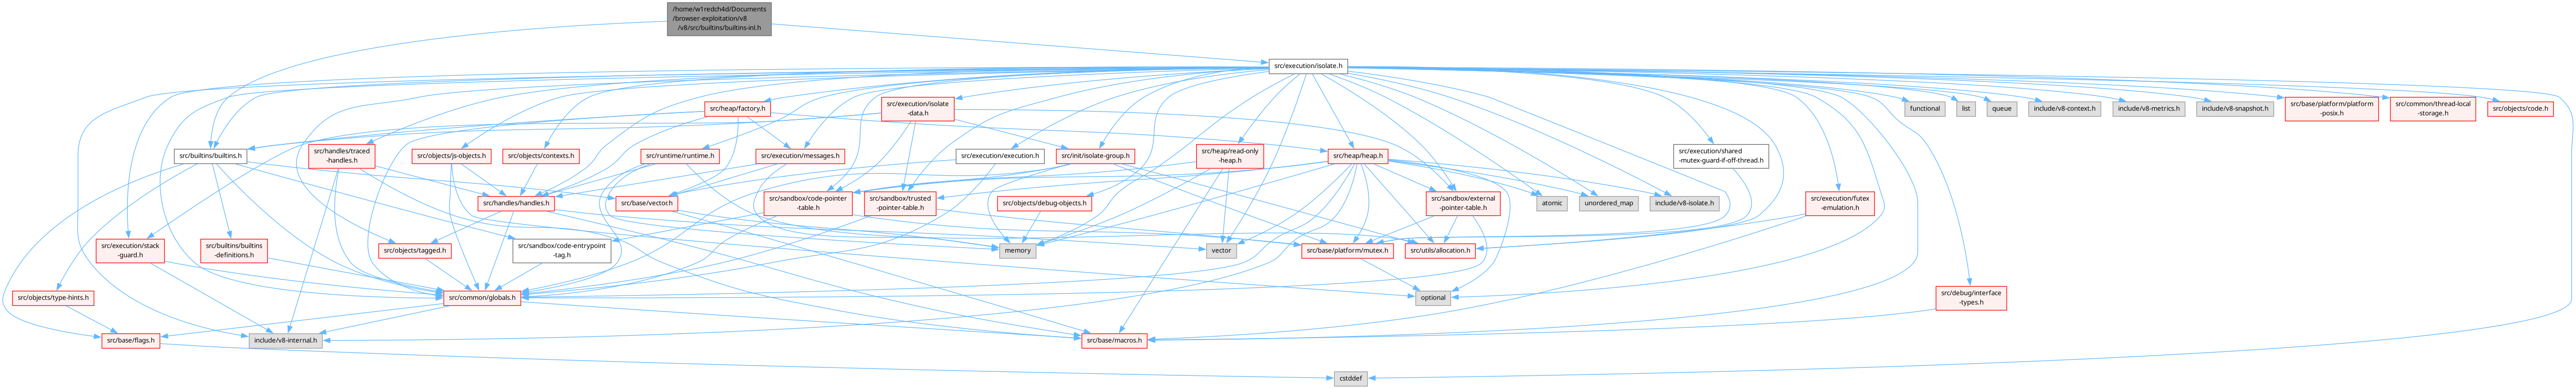 /home/w1redch4d/Documents
/browser-exploitation/v8
/v8/src/builtins/builtins-inl.h
src/execution/isolate.h
src/heap/factory.h
src/execution/isolate
-data.h
functional
list
queue
include/v8-context.h
include/v8-metrics.h
include/v8-snapshot.h
src/base/platform/platform
-posix.h
src/common/thread-local
-storage.h
src/objects/code.h
src/builtins/builtins.h
src/handles/traced
-handles.h
src/objects/js-objects.h
src/objects/contexts.h
src/runtime/runtime.h
src/execution/messages.h
src/execution/execution.h
src/init/isolate-group.h
src/heap/read-only
-heap.h
src/heap/heap.h
src/execution/shared
-mutex-guard-if-off-thread.h
src/handles/handles.h
src/base/vector.h
src/sandbox/code-pointer
-table.h
src/sandbox/trusted
-pointer-table.h
src/objects/debug-objects.h
src/sandbox/external
-pointer-table.h
atomic
unordered_map
include/v8-isolate.h
src/execution/futex
-emulation.h
src/execution/stack
-guard.h
src/builtins/builtins
-definitions.h
src/objects/tagged.h
src/sandbox/code-entrypoint
-tag.h
memory
vector
src/base/platform/mutex.h
src/utils/allocation.h
src/objects/type-hints.h
src/common/globals.h
optional
src/debug/interface
-types.h
src/base/flags.h
include/v8-internal.h
src/base/macros.h
cstddef